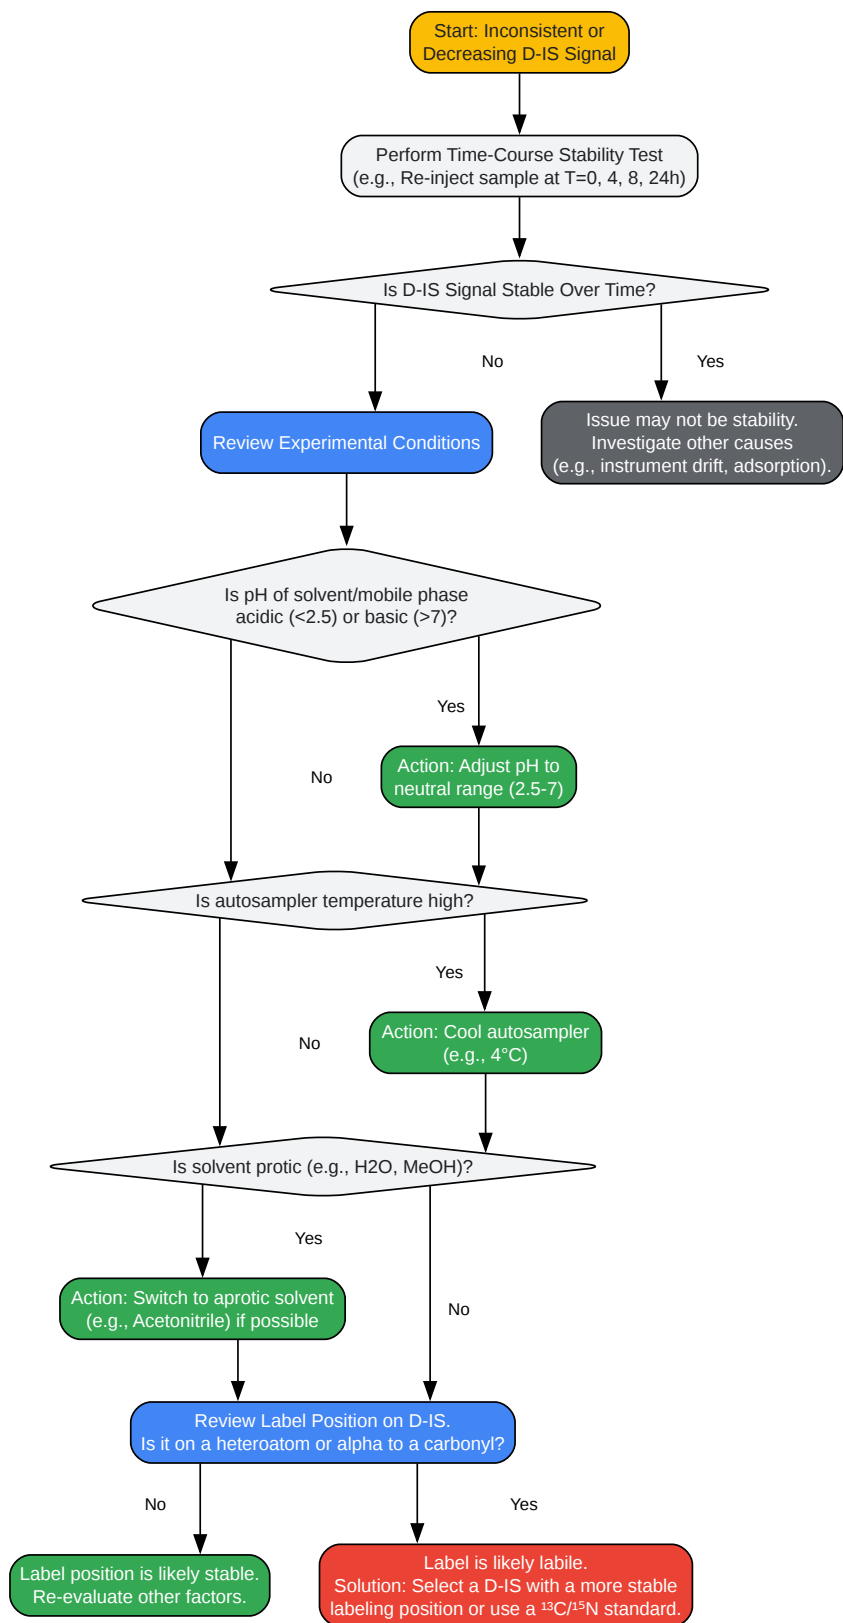 Start: Inconsistent or
Decreasing D-IS Signal
Perform Time-Course Stability Test
(e.g., Re-inject sample at T=0, 4, 8, 24h)
Is D-IS Signal Stable Over Time?
No
Yes
Review Experimental Conditions
Issue may not be stability.
Investigate other causes
(e.g., instrument drift, adsorption).
Is pH of solvent/mobile phase
acidic (<2.5) or basic (>7)?
Yes
No
Action: Adjust pH to
neutral range (2.5-7)
Is autosampler temperature high?
Yes
No
Action: Cool autosampler
(e.g., 4°C)
Is solvent protic (e.g., H2O, MeOH)?
Yes
Action: Switch to aprotic solvent
(e.g., Acetonitrile) if possible
No
Review Label Position on D-IS.
Is it on a heteroatom or alpha to a carbonyl?
No
Yes
Label position is likely stable.
Re-evaluate other factors.
Label is likely labile.
Solution: Select a D-IS with a more stable
labeling position or use a ¹³C/¹⁵N standard.